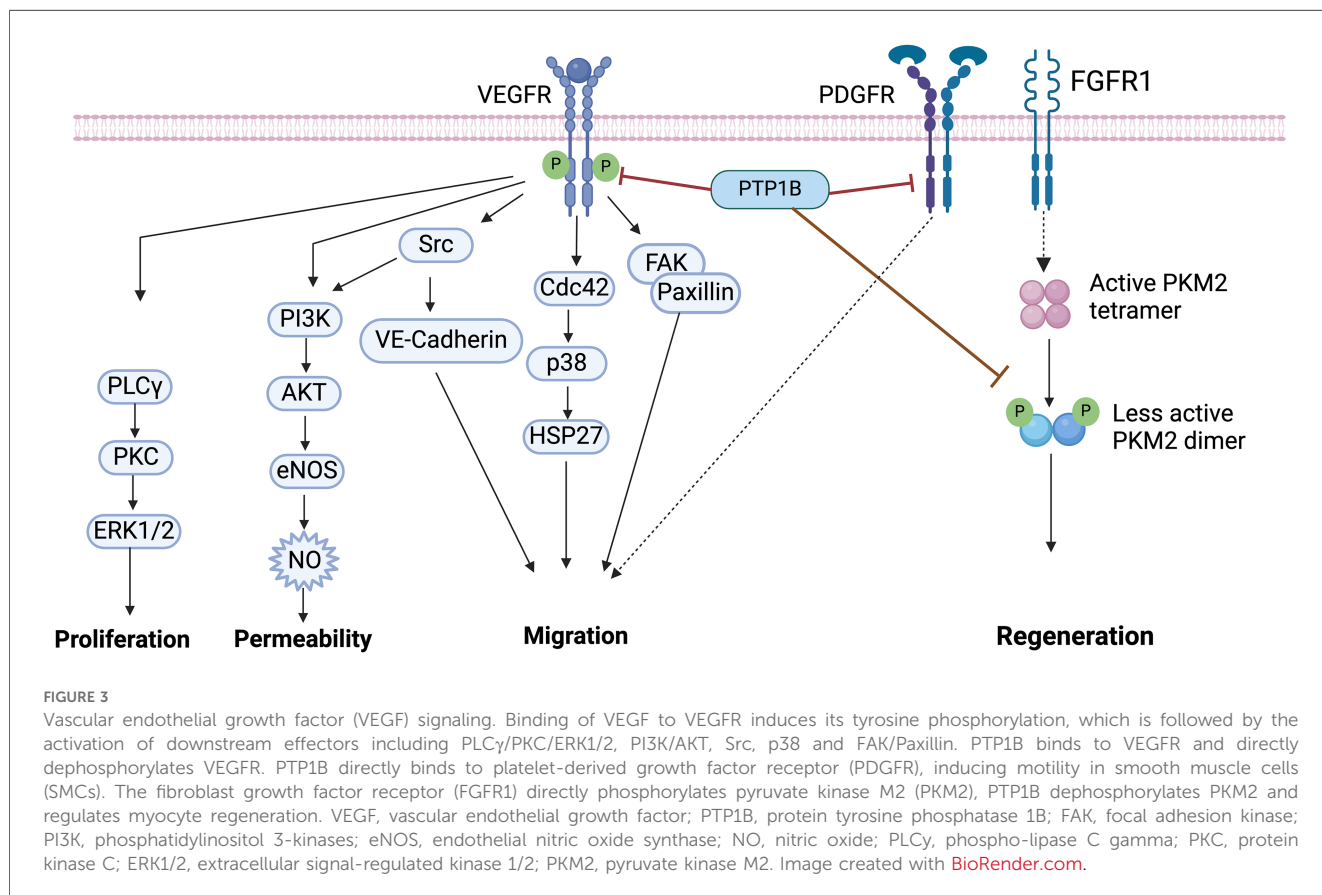 VEGFR
PDGFR
FGFR1
P
P
PTP1B
Src
FAK
Paxillin
Cdc42
PI3K
VE-Cadherin
p38
Active PKM2
tetramer
PLCγ
AKT
HSP27
P
P
Less active
PKM2 dimer
PKC
eNOS
ERK1/2
NO
Proliferation
Permeability
Migration
Regeneration
FIGURE 3
Vascular endothelial growth factor (VEGF) signaling. Binding of VEGF to VEGFR induces its tyrosine phosphorylation, which is followed by the
activation of downstream effectors including PLCγ/PKC/ERK1/2, PI3K/AKT, Src, p38 and FAK/Paxillin. PTP1B binds to VEGFR and directly
dephosphorylates VEGFR. PTP1B directly binds to platelet-derived growth factor receptor (PDGFR), inducing motility in smooth muscle cells
(SMCs). The fibroblast growth factor receptor (FGFR1) directly phosphorylates pyruvate kinase M2 (PKM2), PTP1B dephosphorylates PKM2 and
regulates myocyte regeneration. VEGF, vascular endothelial growth factor; PTP1B, protein tyrosine phosphatase 1B; FAK, focal adhesion kinase;
PI3K, phosphatidylinositol 3-kinases; eNOS, endothelial nitric oxide synthase; NO, nitric oxide; PLCy, phospho-lipase C gamma; PKC, protein
kinase C; ERK1/2, extracellular signal-regulated kinase 1/2; PKM2, pyruvate kinase M2. Image created with BioRender.com.